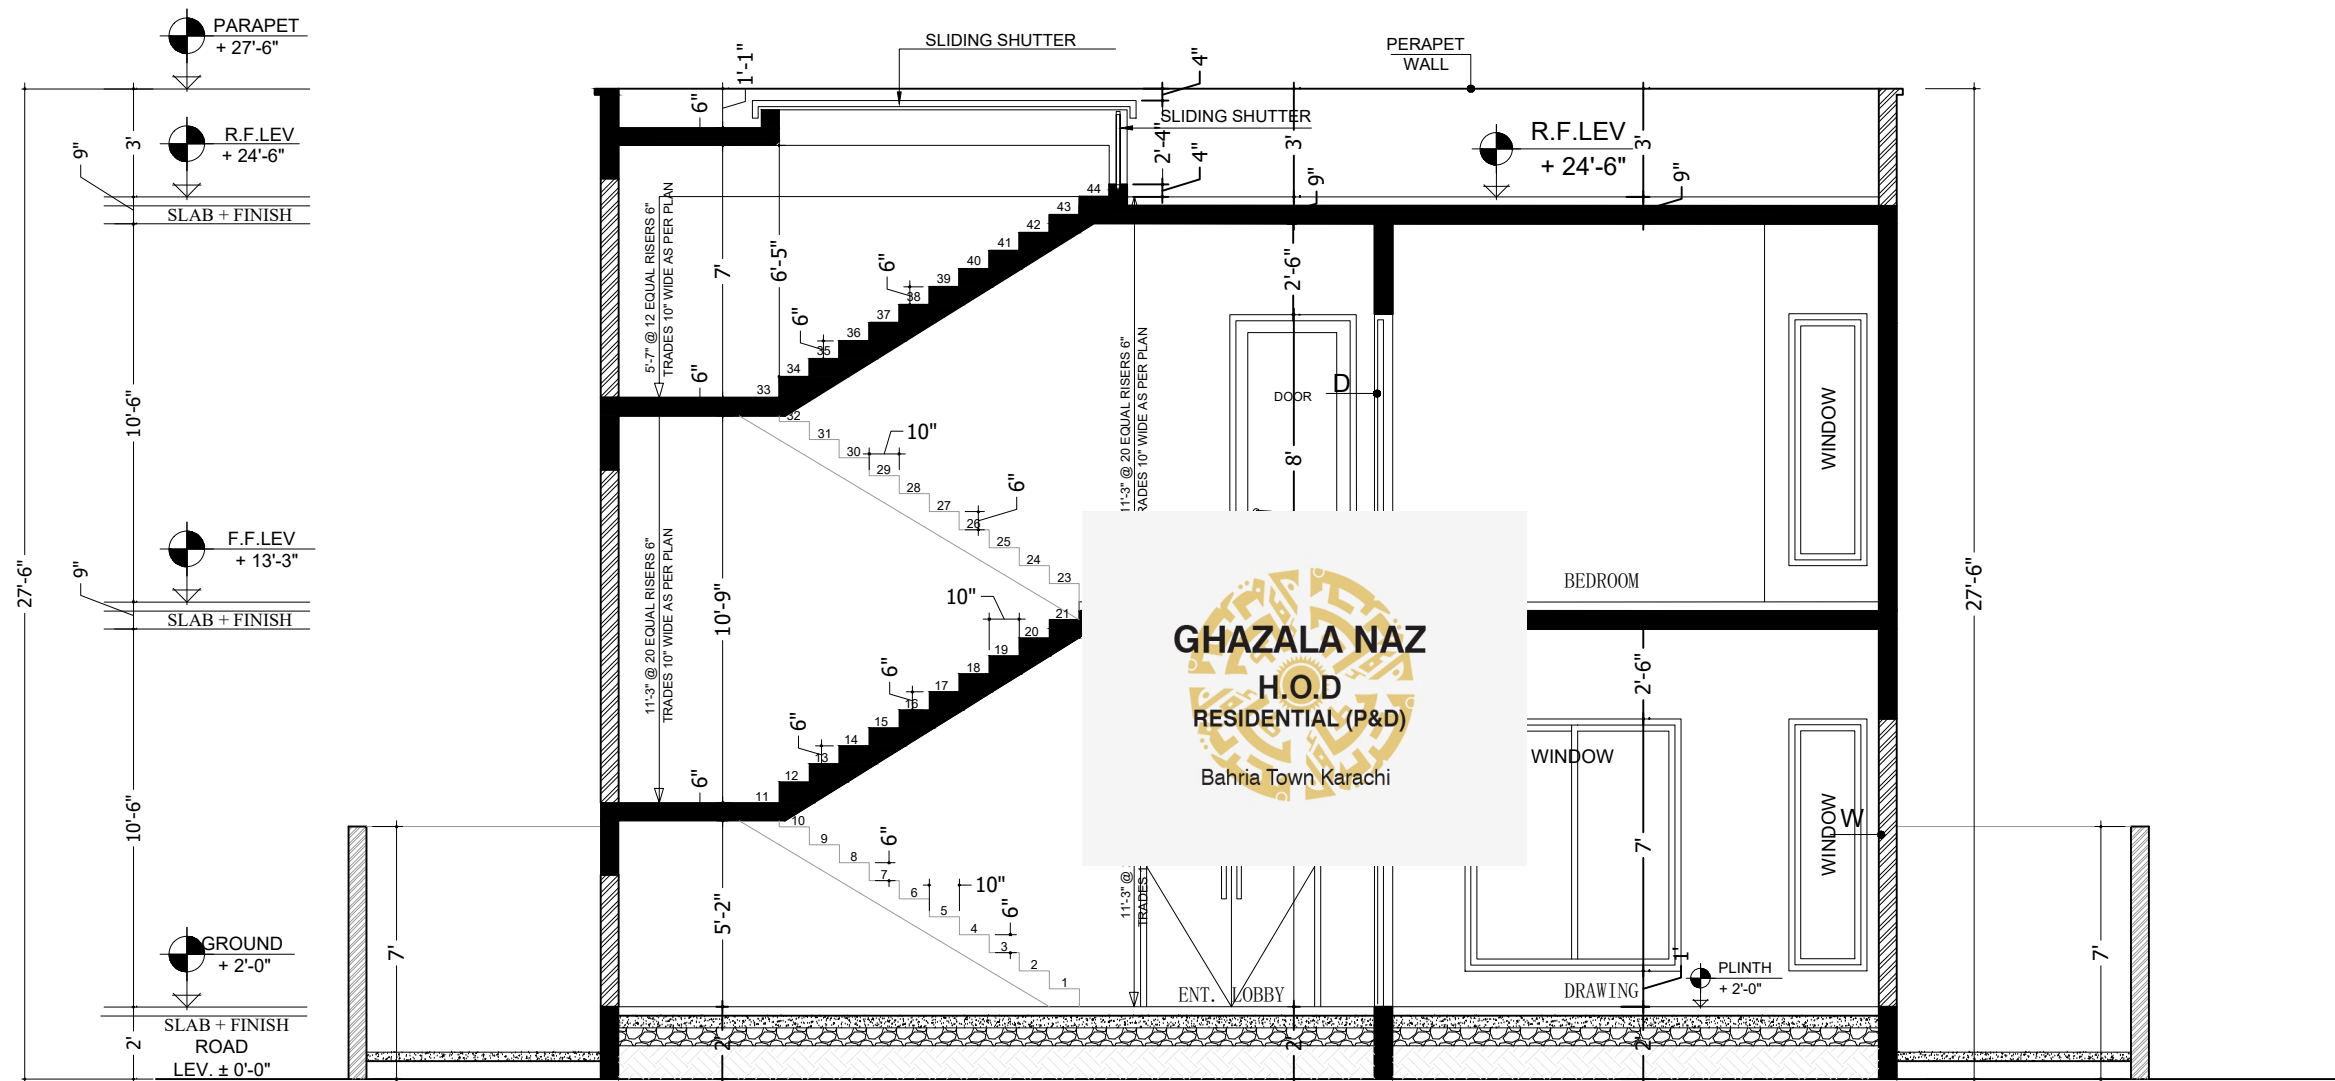 PARAPET
+ 27'-6"
R.F.LEV
+ 24'-6"
3'
9"
SLAB + FINISH
10'-6"
27'-6"
F.F.LEV
+ 13'-3"
9"
SLAB + FINISH
10'-6"
GROUND
+ 2'-0"
SLAB + FINISH
ROAD
LEV. ± 0'-0"
2'
7'
SLIDING SHUTTER
1'-1"
6"
4"
SLIDING SHUTTER
2'-4"
4"
PERAPET
WALL
3'
R.F.LEV
+ 24'-6"
3'
9"
9"
5'-7" @ 12 EQUAL RISERS 6"
TRADES 10" WIDE AS PER PLAN
7'
6'-5"
6"
6"
6"
44
43
42
41
40
39
38
37
36
35
34
33
32
31
30
29
28
27
26
25
24
23
10"
6"
11'-3" @ 20 EQUAL RISERS 6"
TRADES 10" WIDE AS PER PLAN
2'-6"
8'
DOOR
D
WINDOW
BEDROOM
27'-6"
11'-3" @ 20 EQUAL RISERS 6"
TRADES 10" WIDE AS PER PLAN
10'-9"
10"
6"
6"
6"
21
20
19
18
17
16
15
14
13
12
11
10
9
8
7
6
5
4
3
2
1
6"
10"
6"
5'-2"
GHAZALA NAZ
H.O.D
RESIDENTIAL (P&D)
Bahria Town Karachi
11'-3" @
TRADES
2'-6"
WINDOW
7'
WINDOW
W
1'
PLINTH
+ 2'-0"
ENT. LOBBY
DRAWING
7'
2'
2'
2'